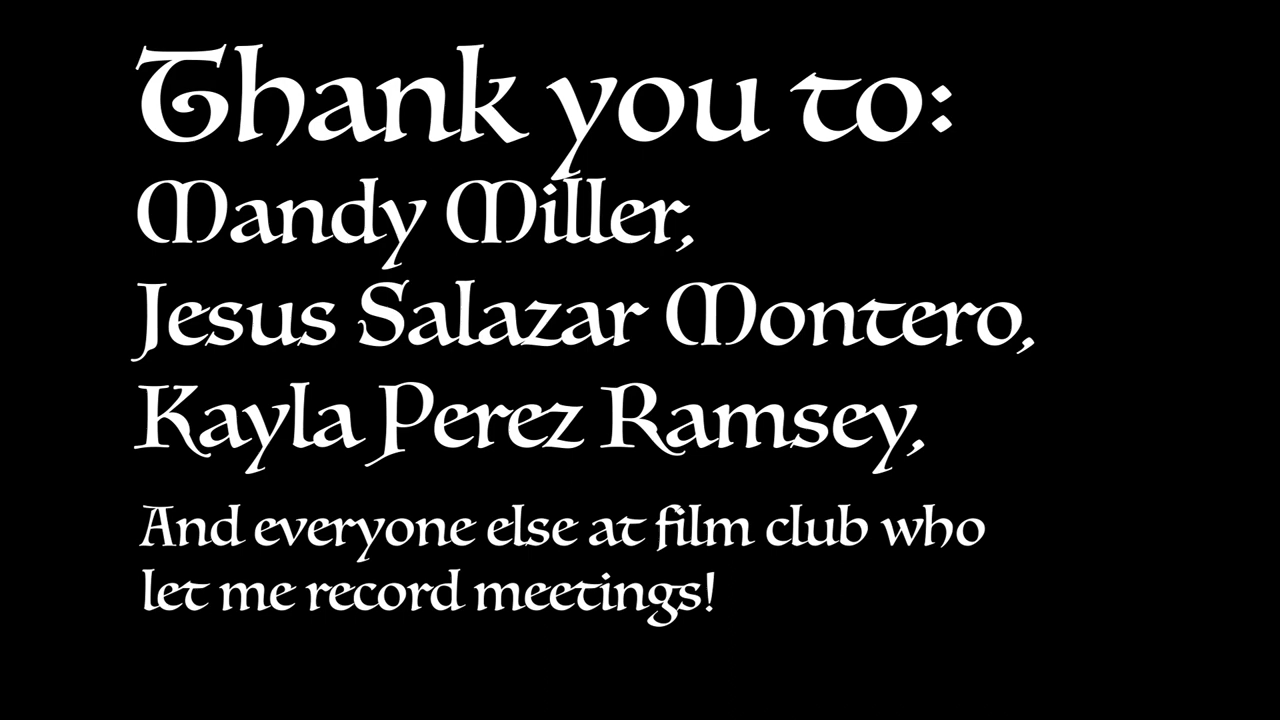 Thank you to:
Mandy Miller,
Jesus Salazar Montero,
Kayla Perez Ramsey,
And everyone else at film club who
let me record meetings!